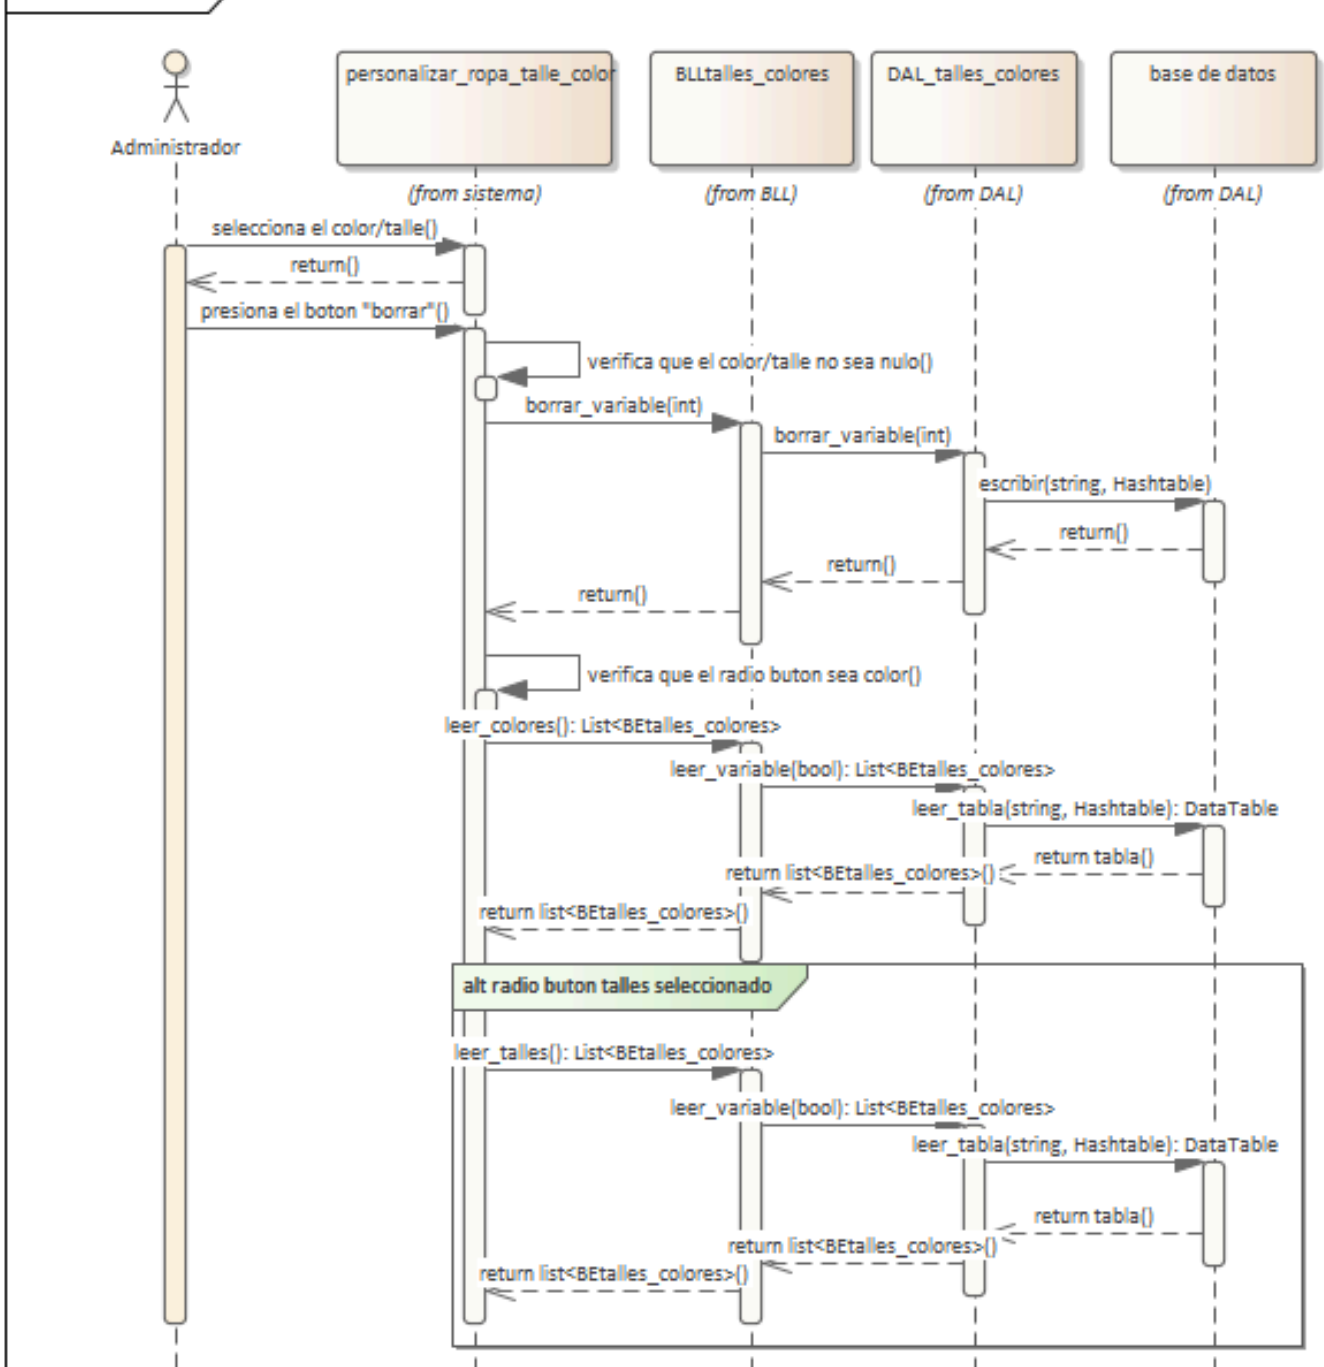 personalizar_ropa_talle_color
BLLtalles_colores
DAL_talles_colores
base de datos
Administrador
(from sistema)
(from BLL)
(from DAL)
(from DAL)
selecciona el color/talle()
return()
presiona el boton "borrar"()
verifica que el color/talle no sea nulo()
borrar_variable(int)
borrar_variable(int)
escribir(string, Hashtable)
return()
return()
return()
verifica que el radio buton sea color()
leer_colores(): List<BEtalles_colores>
leer_variable(bool): List<BEtalles_colores>
leer_tabla(string, Hashtable): DataTable
return tabla()
return list<BEtalles_colores>()
return list<BEtalles_colores>()
alt radio buton talles seleccionado
leer_talles(): List<BEtalles_colores>
leer_variable(bool): List<BEtalles_colores>
leer_tabla(string, Hashtable): DataTable
return tabla()
return list<BEtalles_colores>()
return list<BEtalles_colores>()